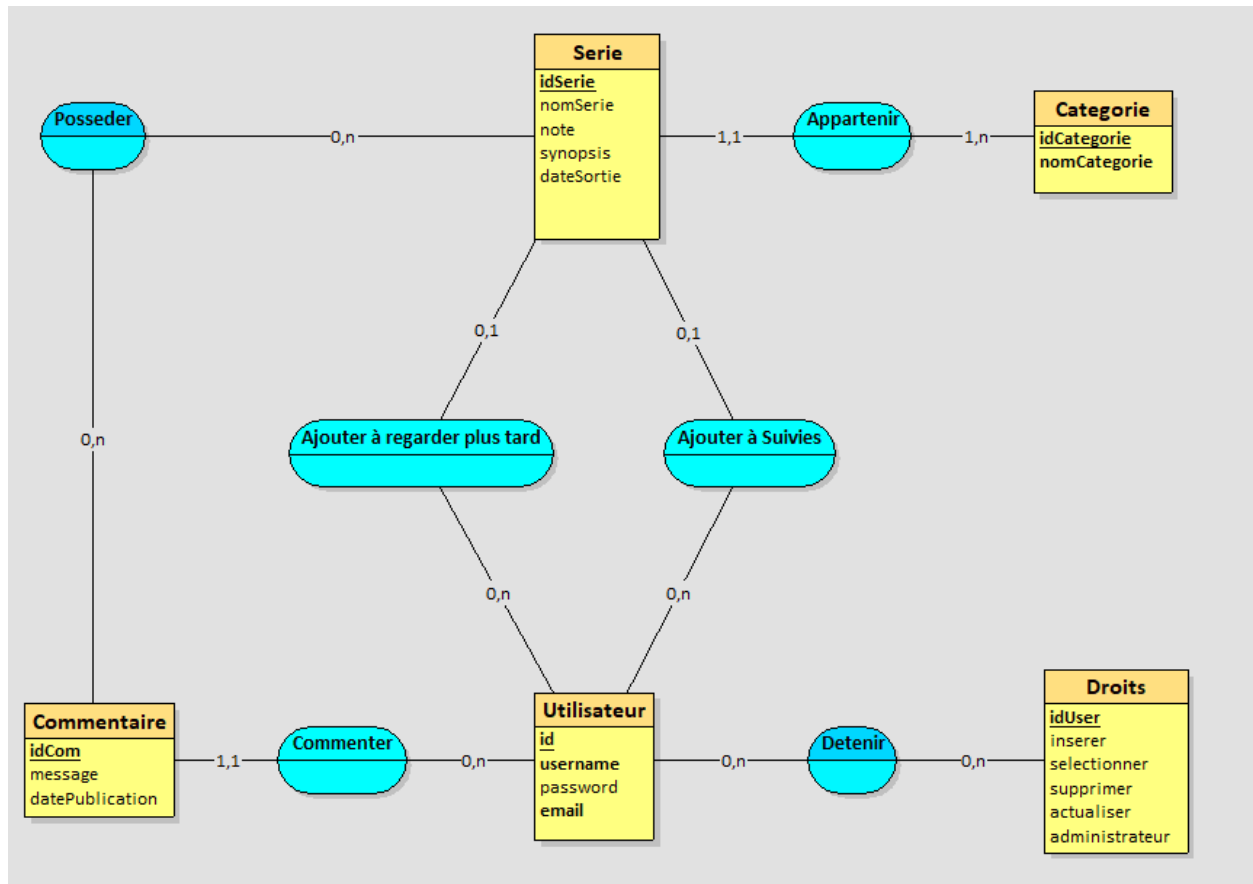 Serie
idSerie
nomSerie
note
synopsis
dateSortie
Posseder
0,n
1,1
Appartenir
1,n
Categorie
idCategorie
nomCategorie
0,1
0,1
0,n
Ajouter à regarder plus tard
Ajouter à Suivies
0,n
0,n
Commentaire
idCom
message
datePublication
1,1
Commenter
0,n
Utilisateur
id
username
password
email
0,n
Detenir
0,n
Droits
idUser
inserer
selectionner
supprimer
actualiser
administrateur